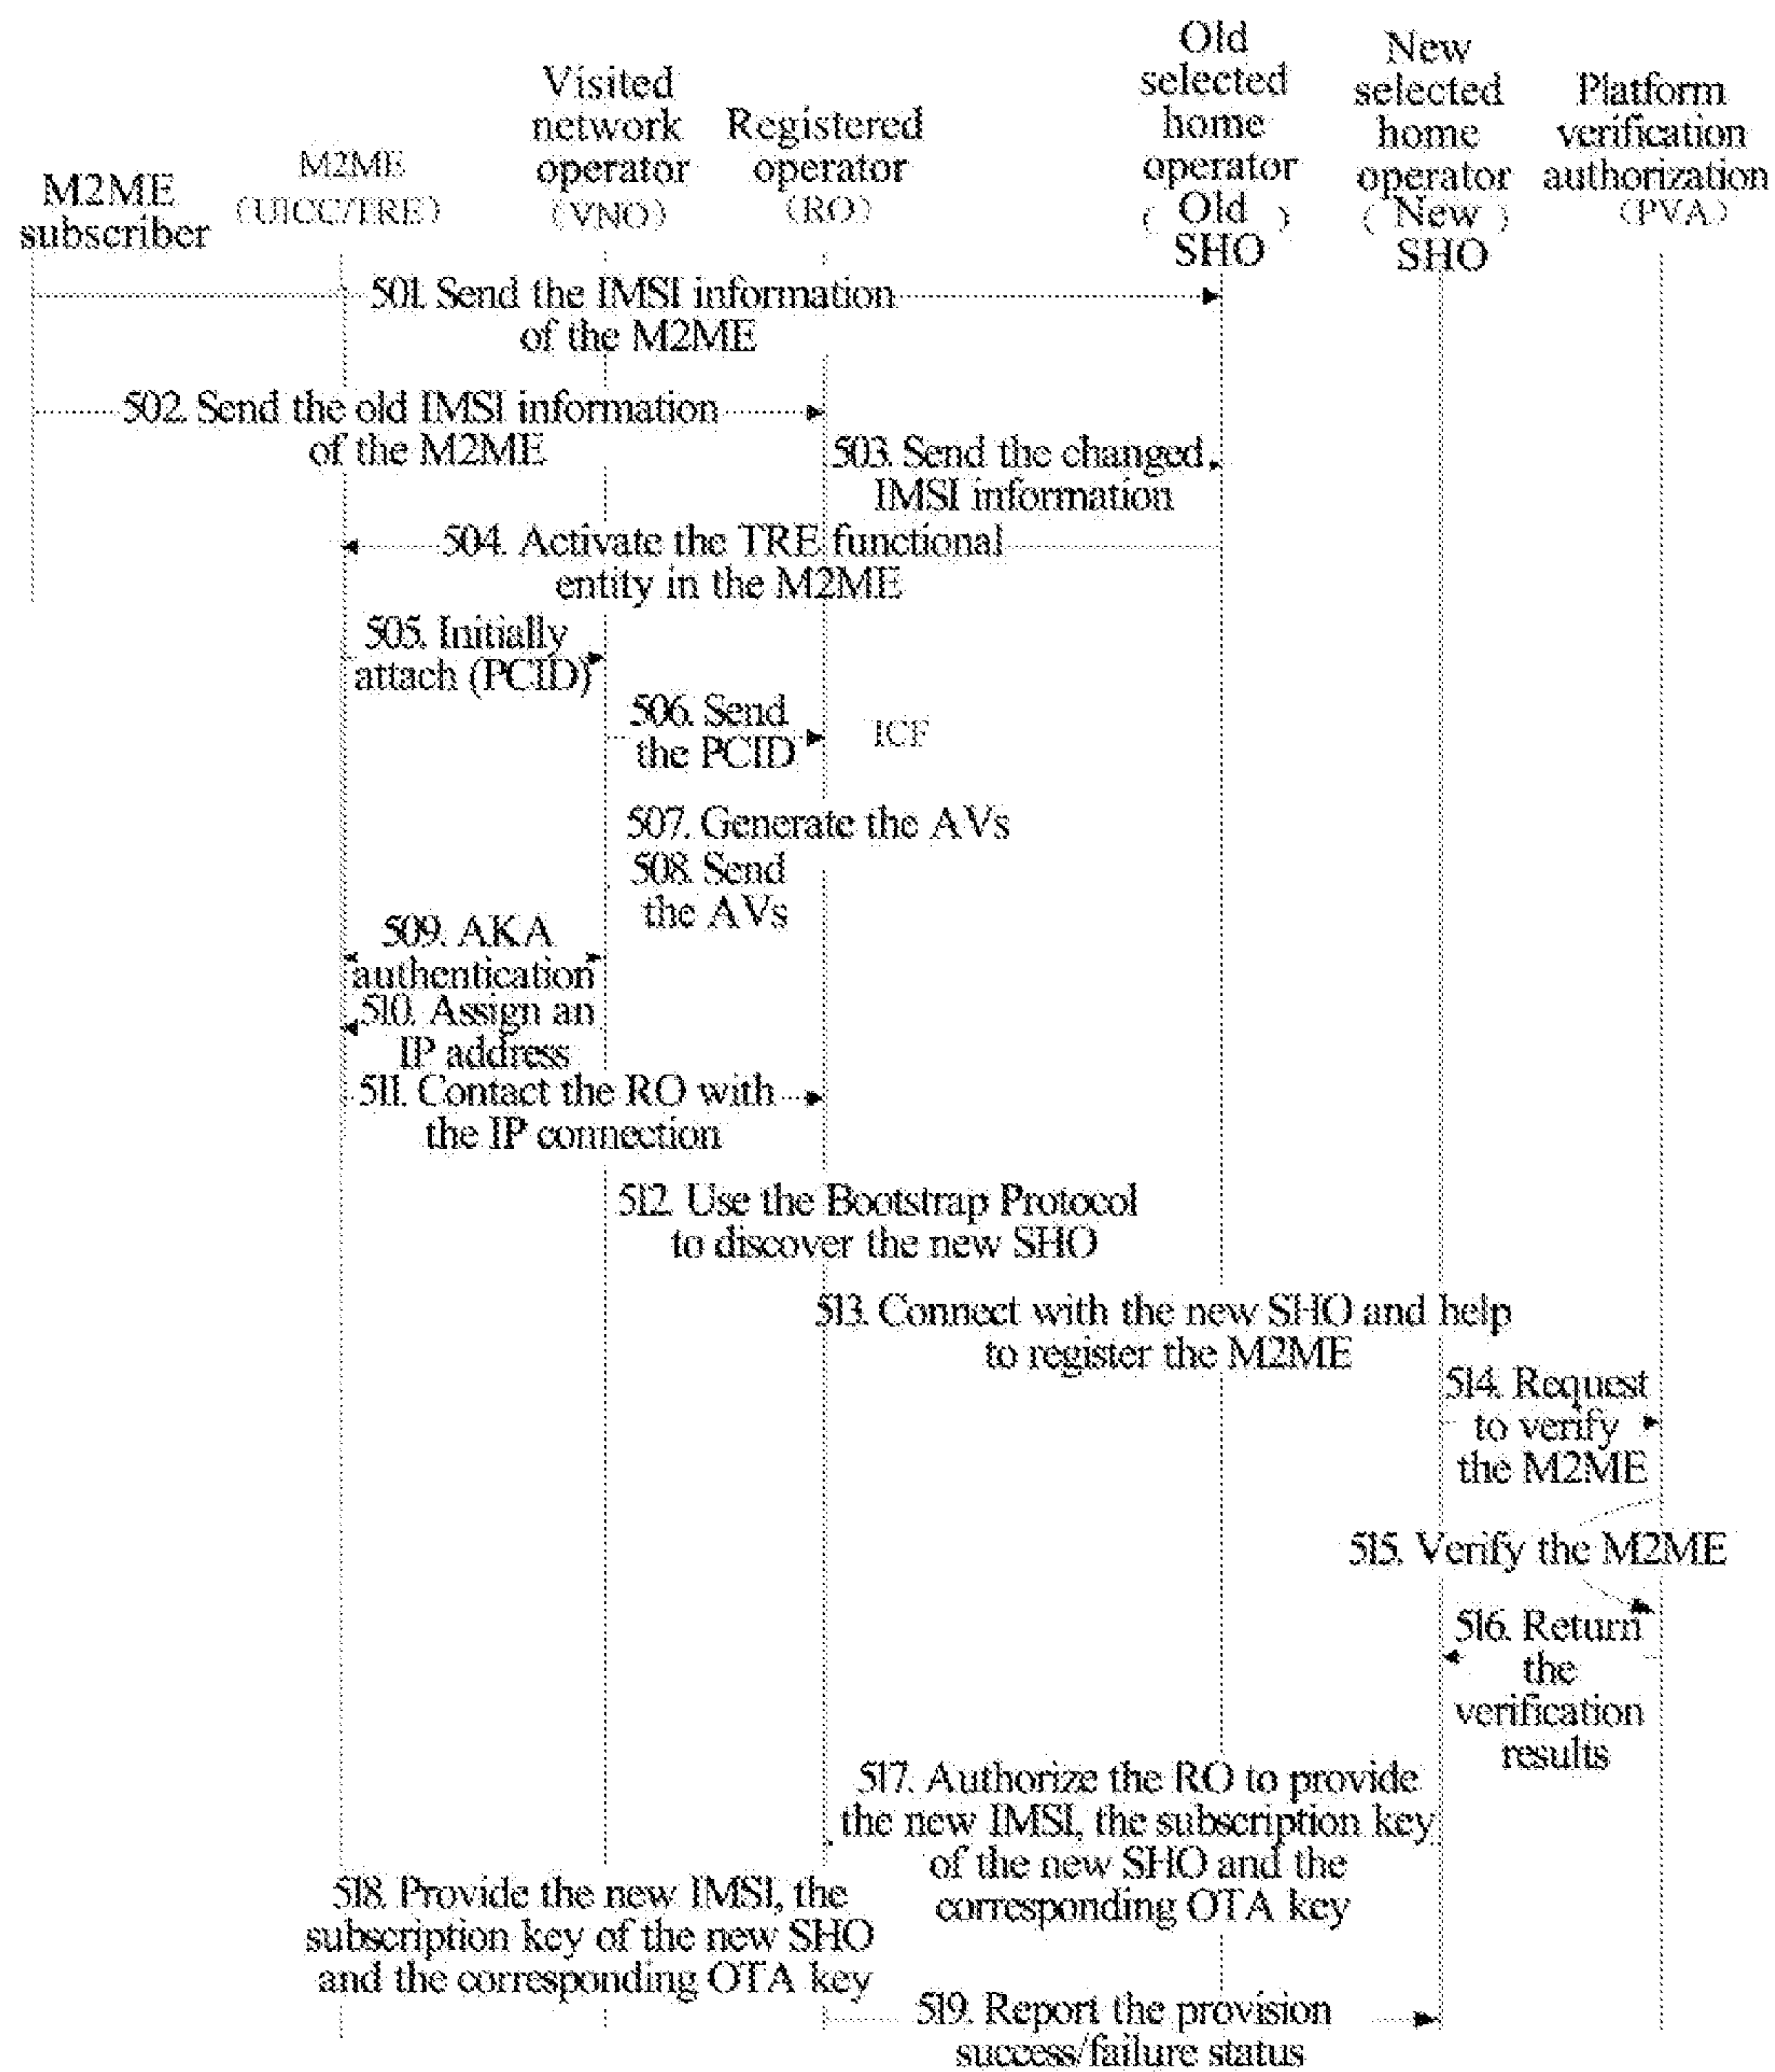 M2ME
subscriber
M2ME
(UICC/TRE)
Visited
network
operator
(VNO)
Registered
operator
(RO)
Old
selected
home
operator
( Old )
SHO
New
selected
home
operator
( New )
SHO
Platform
verification
authorization
(PVA)
501. Send the IMSI information
of the M2ME
502. Send the old IMSI information
of the M2ME
503. Send the changed
IMSI information
504. Activate the TRE functional
entity in the M2ME
505. Initially
attach (PCID)
506. Send
the PCID
ICF
507. Generate the AVs
508. Send
the AVs
509. AKA
authentication
510. Assign an
IP address
511. Contact the RO with
the IP connection
512. Use the Bootstrap Protocol
to discover the new SHO
513. Connect with the new SHO and help
to register the M2ME
514. Request
to verify
the M2ME
515. Verify the M2ME
516. Return
the
verification
results
517. Authorize the RO to provide
the new IMSI, the subscription key
of the new SHO and the
corresponding OTA key
518. Provide the new IMSI, the
subscription key of the new SHO
and the corresponding OTA key
519. Report the provision
success/failure status